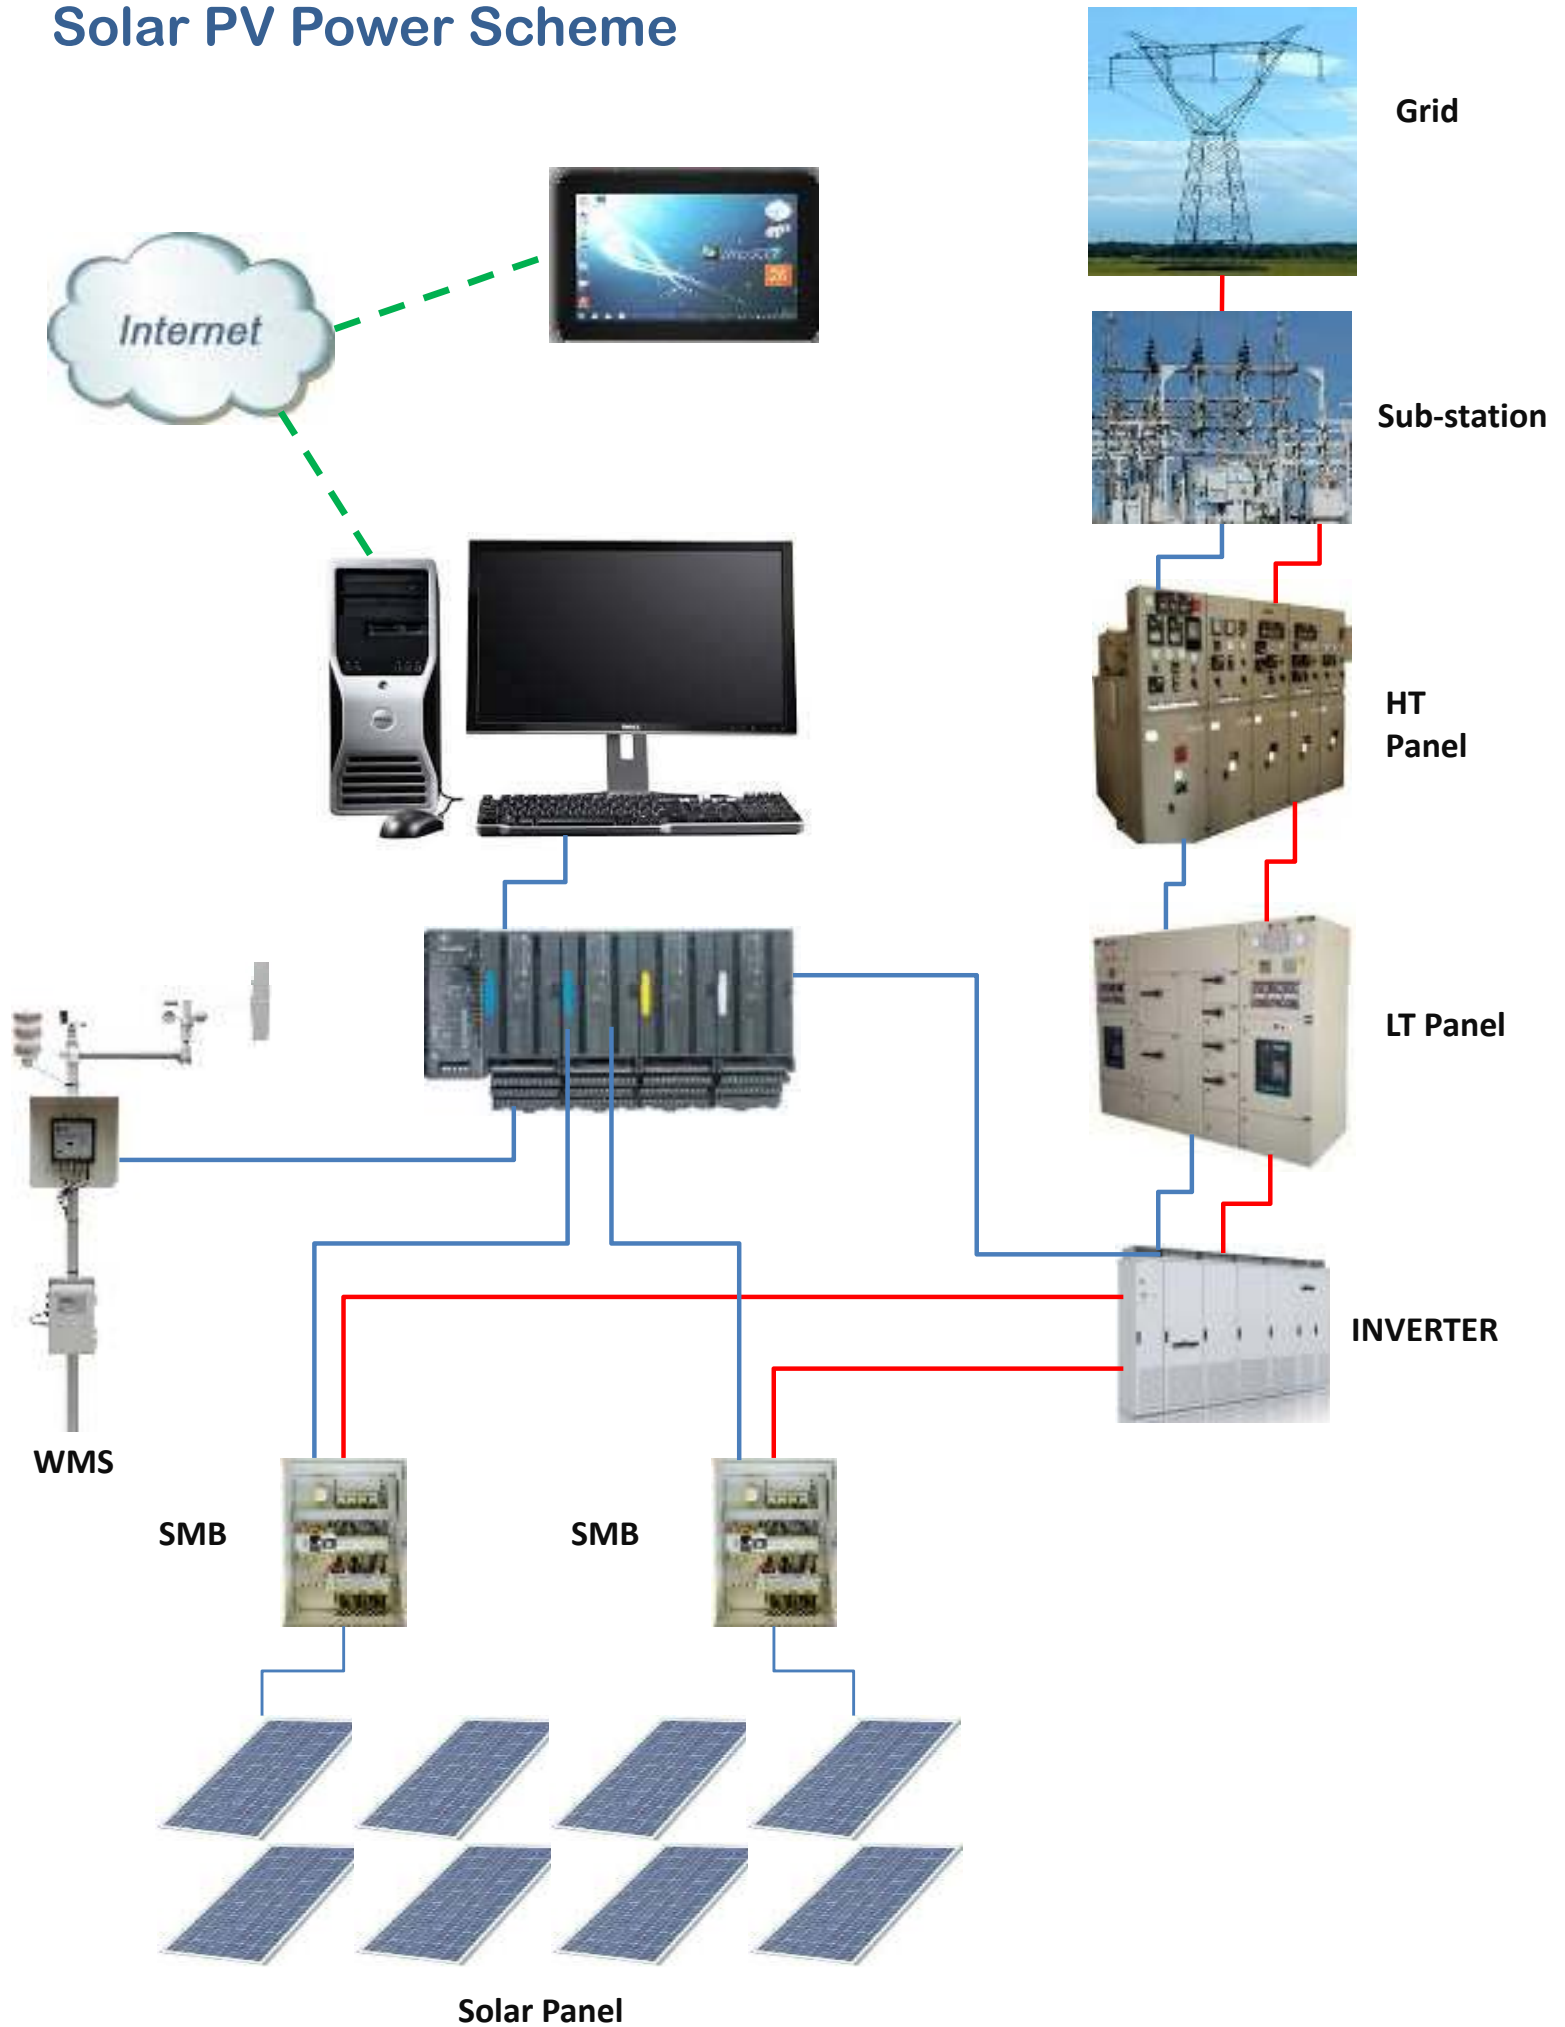 Solar PV Power Scheme
Grid
Internet
Sub-station
HT
Panel
LT Panel
INVERTER
WMS
SMB
SMB
Solar Panel